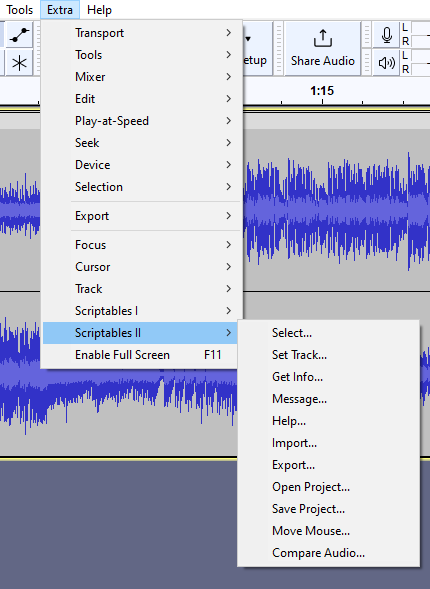 Tools Extra Help
etup
Share Audio
L
R
L
R
1:15
Transport
Tools
Mixer
Edit
Play-at-Speed
Seek
Device
Selection
Export
Focus
Cursor
Track
Scriptables I
Scriptables II
Enable Full Screen F11
Select...
Set Track...
Get Info...
Message...
Help...
Import...
Export...
Open Project...
Save Project...
Move Mouse...
Compare Audio...